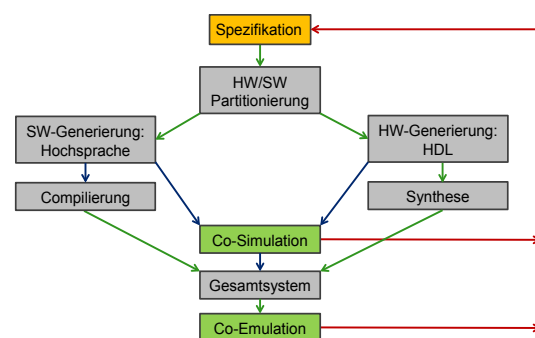 Spezifikation
HW/SW
Partitionierung
SW-Generierung:
Hochsprache
HW-Generierung:
HDL
Compilierung
Synthese
Co-Simulation
Gesamtsystem
Co-Emulation